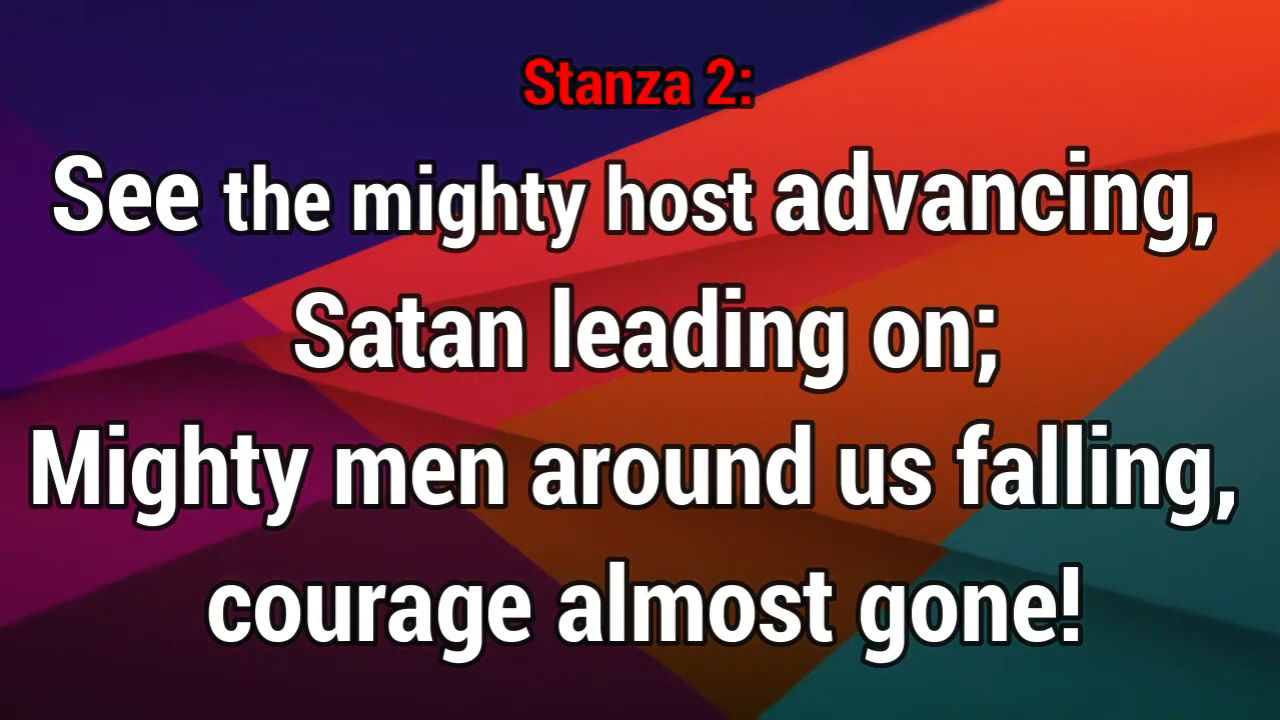 Stanza 2:
See the mighty host advancing,
Satan leading on;
Mighty men around us falling,
courage almost gone!